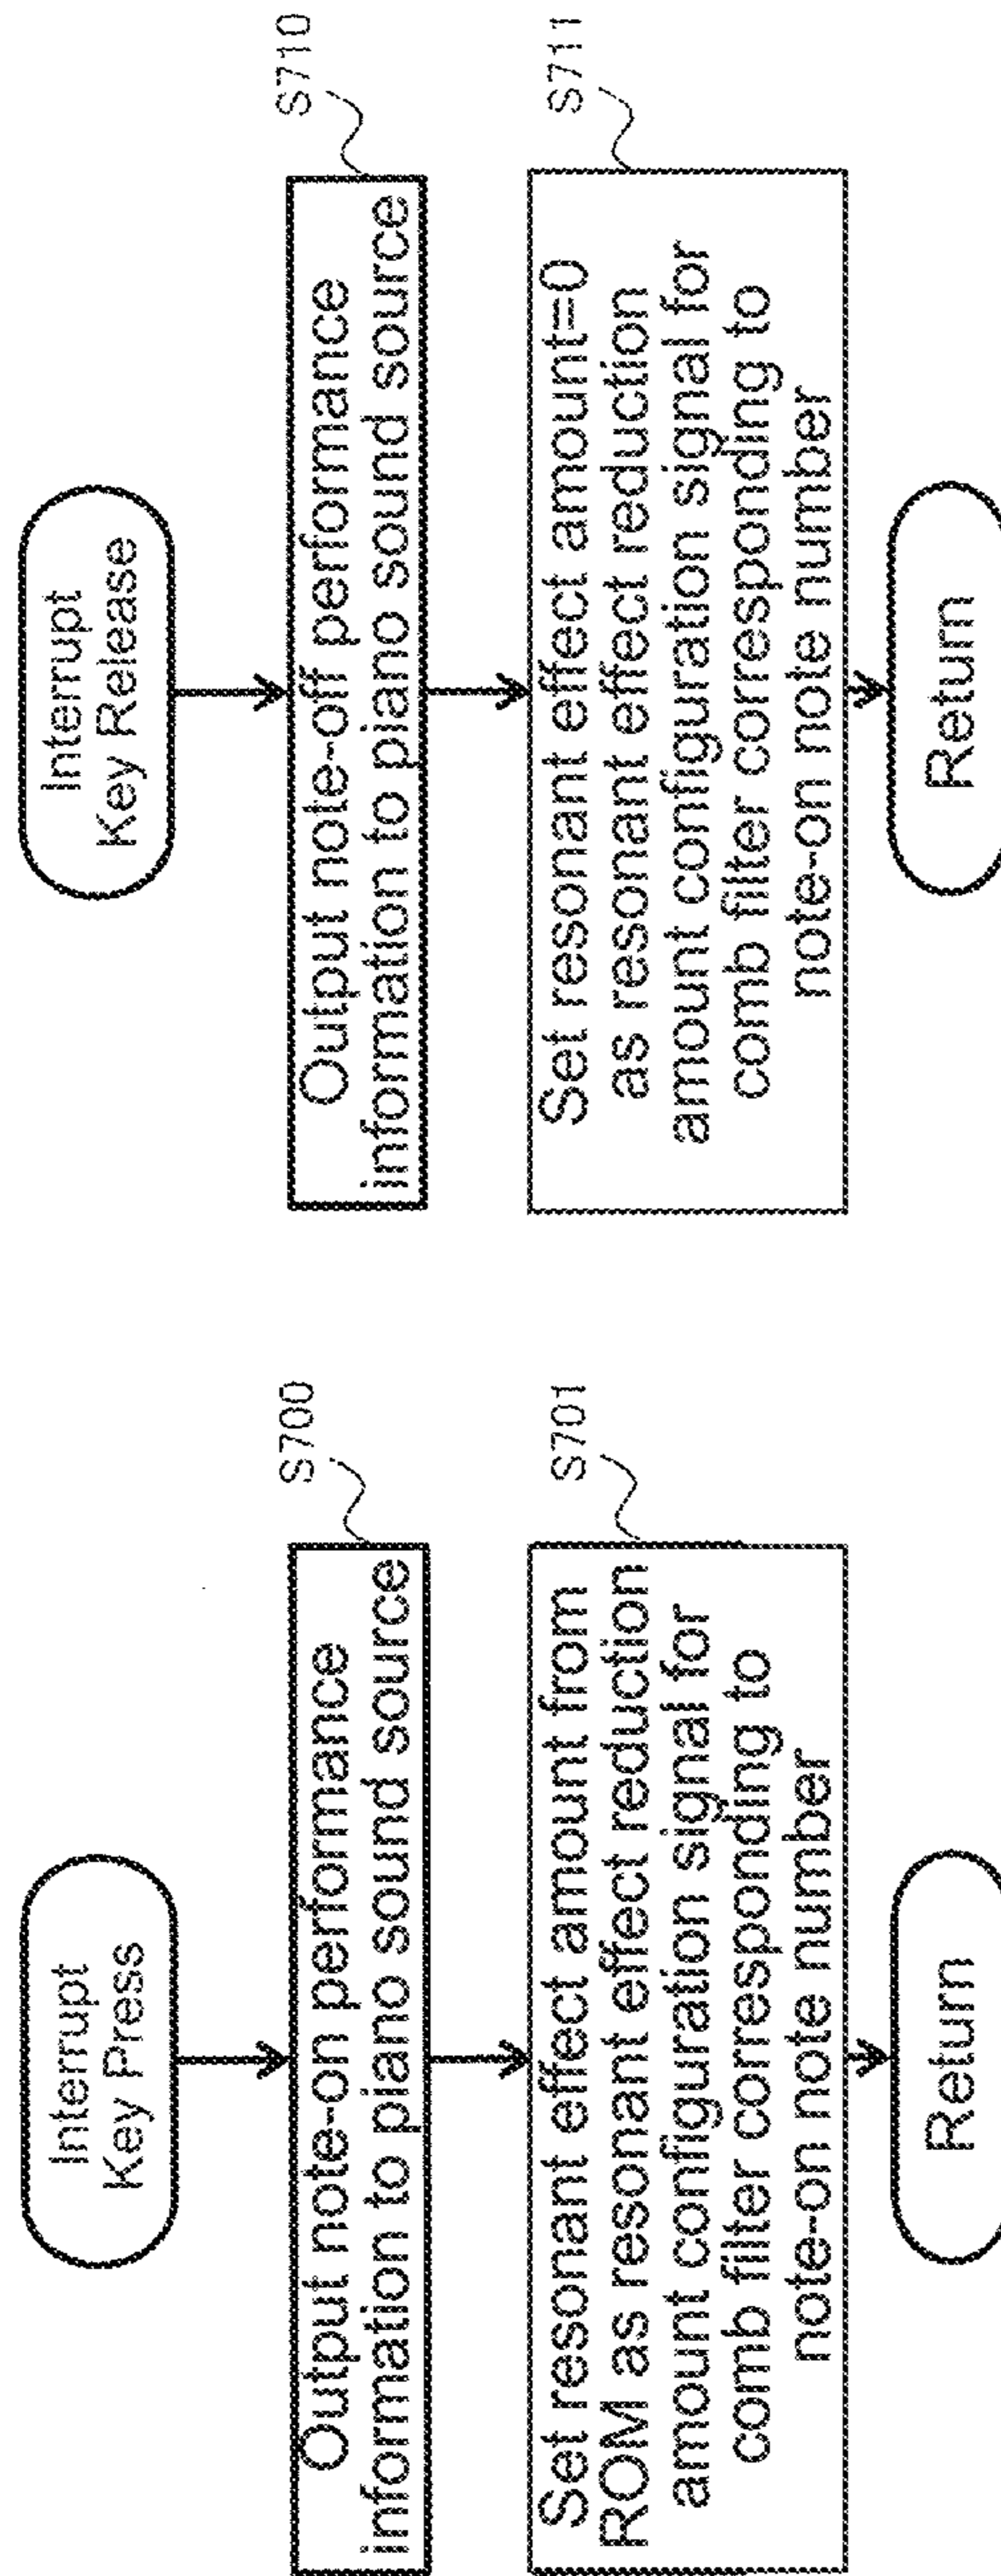 Interrupt
Key Press
Output note-on performance
information to piano sound source
S700
Set resonant effect amount from
ROM as resonant effect reduction
amount configuration signal for
comb filter corresponding to
note-on note number
S701
Return
Interrupt
Key Release
Output note-off performance
information to piano sound source
S710
Set resonant effect amount=0
as resonant effect reduction
amount configuration signal for
comb filter corresponding to
note-on note number
S711
Return